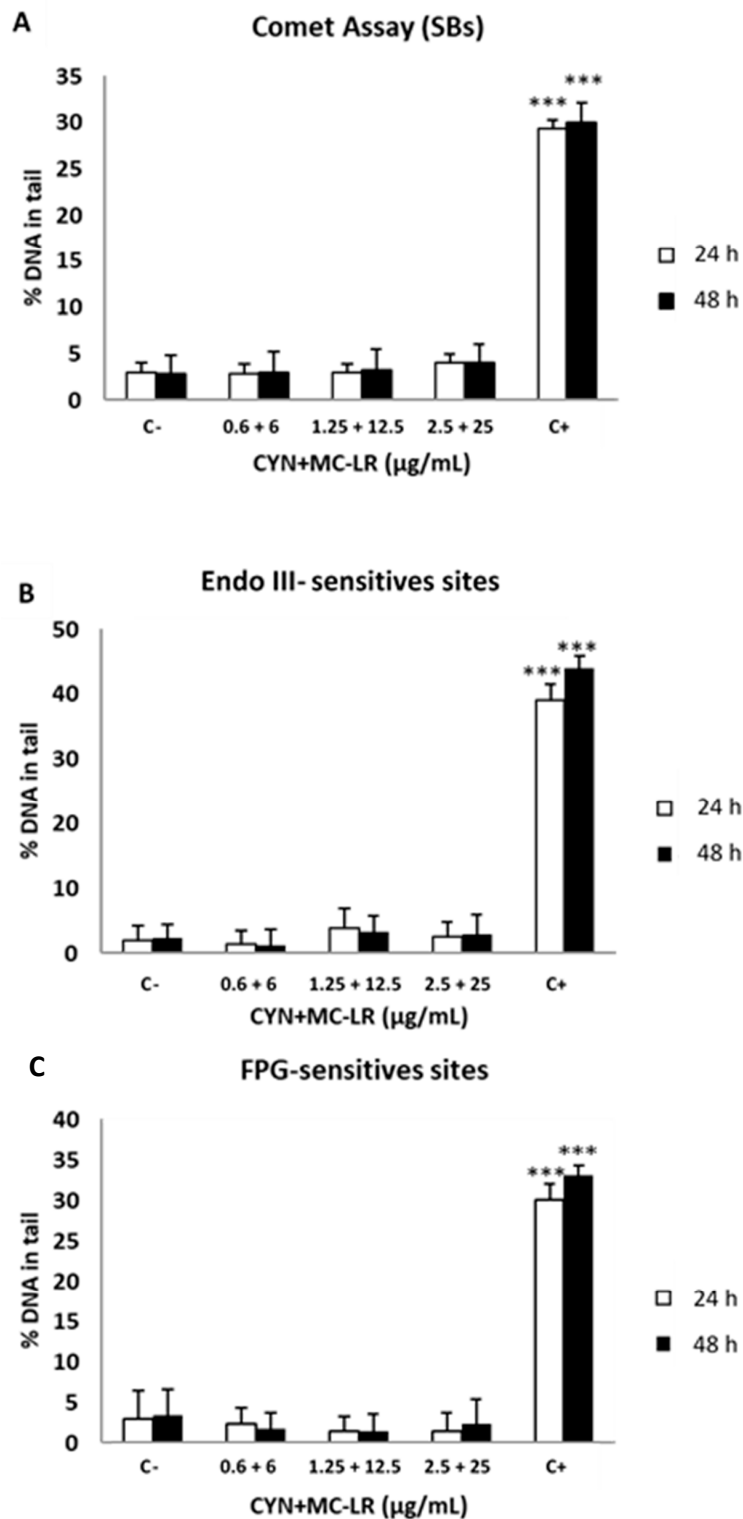 A
Comet Assay (SBs)
35
*** ***
30
25
20
15
10
5
0
% DNA in tail
24 h
48 h
C- 0.6 + 6 1.25 + 12.5 2.5 + 25 C+
CYN+MC-LR (µg/mL)
B
Endo III- sensitives sites
50
*** ***
40
30
20
10
0
% DNA in tail
24 h
48 h
C- 0.6 + 6 1.25 + 12.5 2.5 + 25 C+
CYN+MC-LR (µg/mL)
C
FPG-sensitives sites
40
35
*** ***
30
25
20
15
10
5
0
% DNA in tail
24 h
48 h
C- 0.6 + 6 1.25 + 12.5 2.5 + 25 C+
CYN+MC-LR (µg/mL)